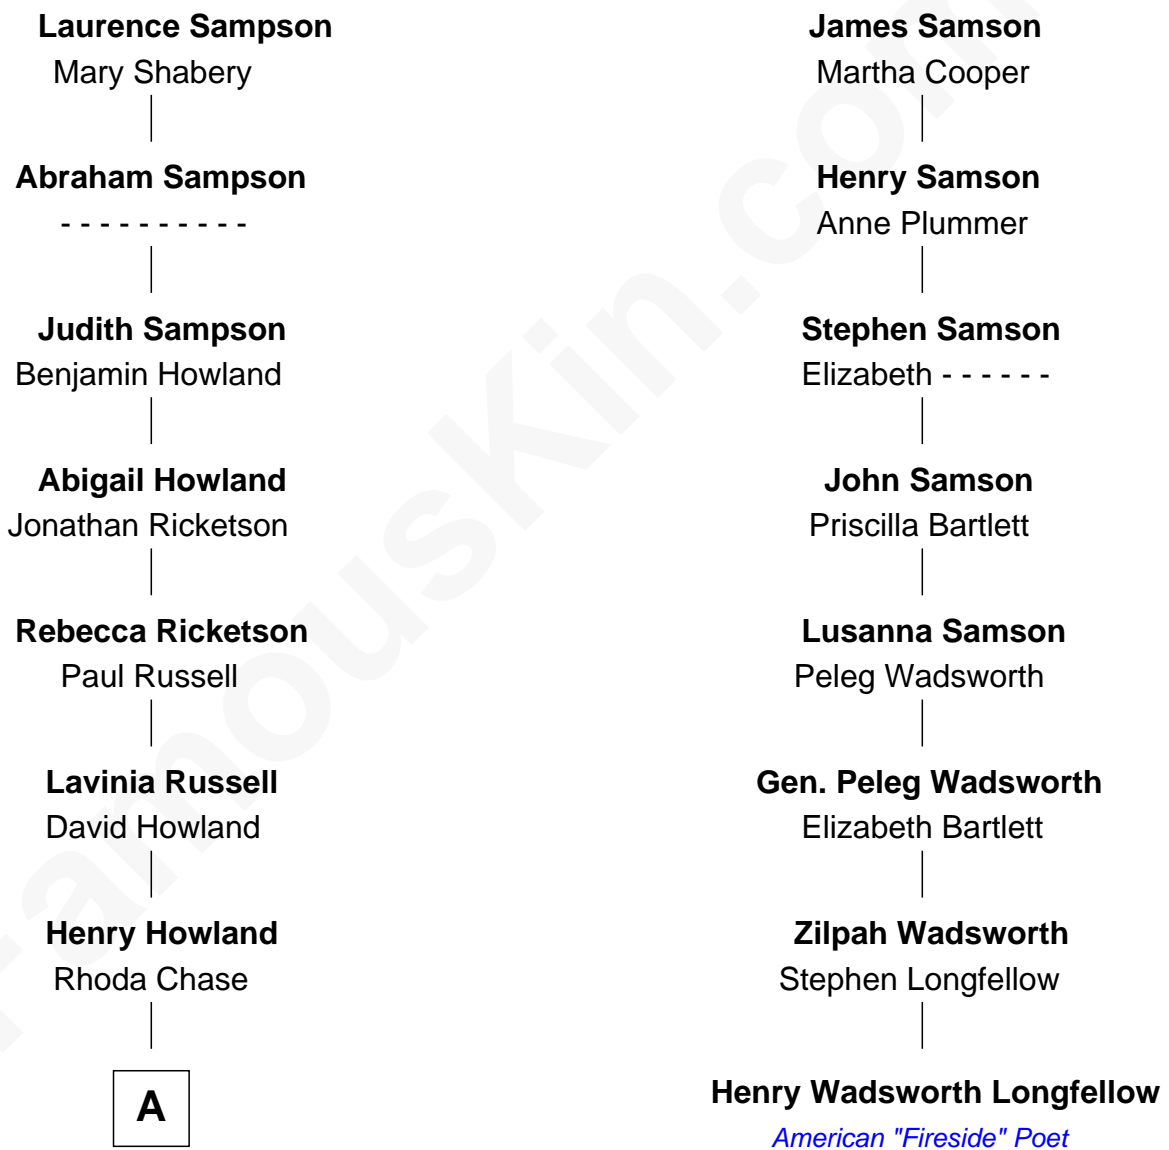 Laurence Sampson
Mary Shabery
Abraham Sampson
- - - - - - - - - -
Judith Sampson
Benjamin Howland
Abigail Howland
Jonathan Ricketson
Rebecca Ricketson
Paul Russell
Lavinia Russell
David Howland
Henry Howland
Rhoda Chase
A
James Samson
Martha Cooper
Henry Samson
Anne Plummer
Stephen Samson
Elizabeth - - - - - -
John Samson
Priscilla Bartlett
Lusanna Samson
Peleg Wadsworth
Gen. Peleg Wadsworth
Elizabeth Bartlett
Zilpah Wadsworth
Stephen Longfellow
Henry Wadsworth Longfellow
American "Fireside" Poet
FamousKin.com